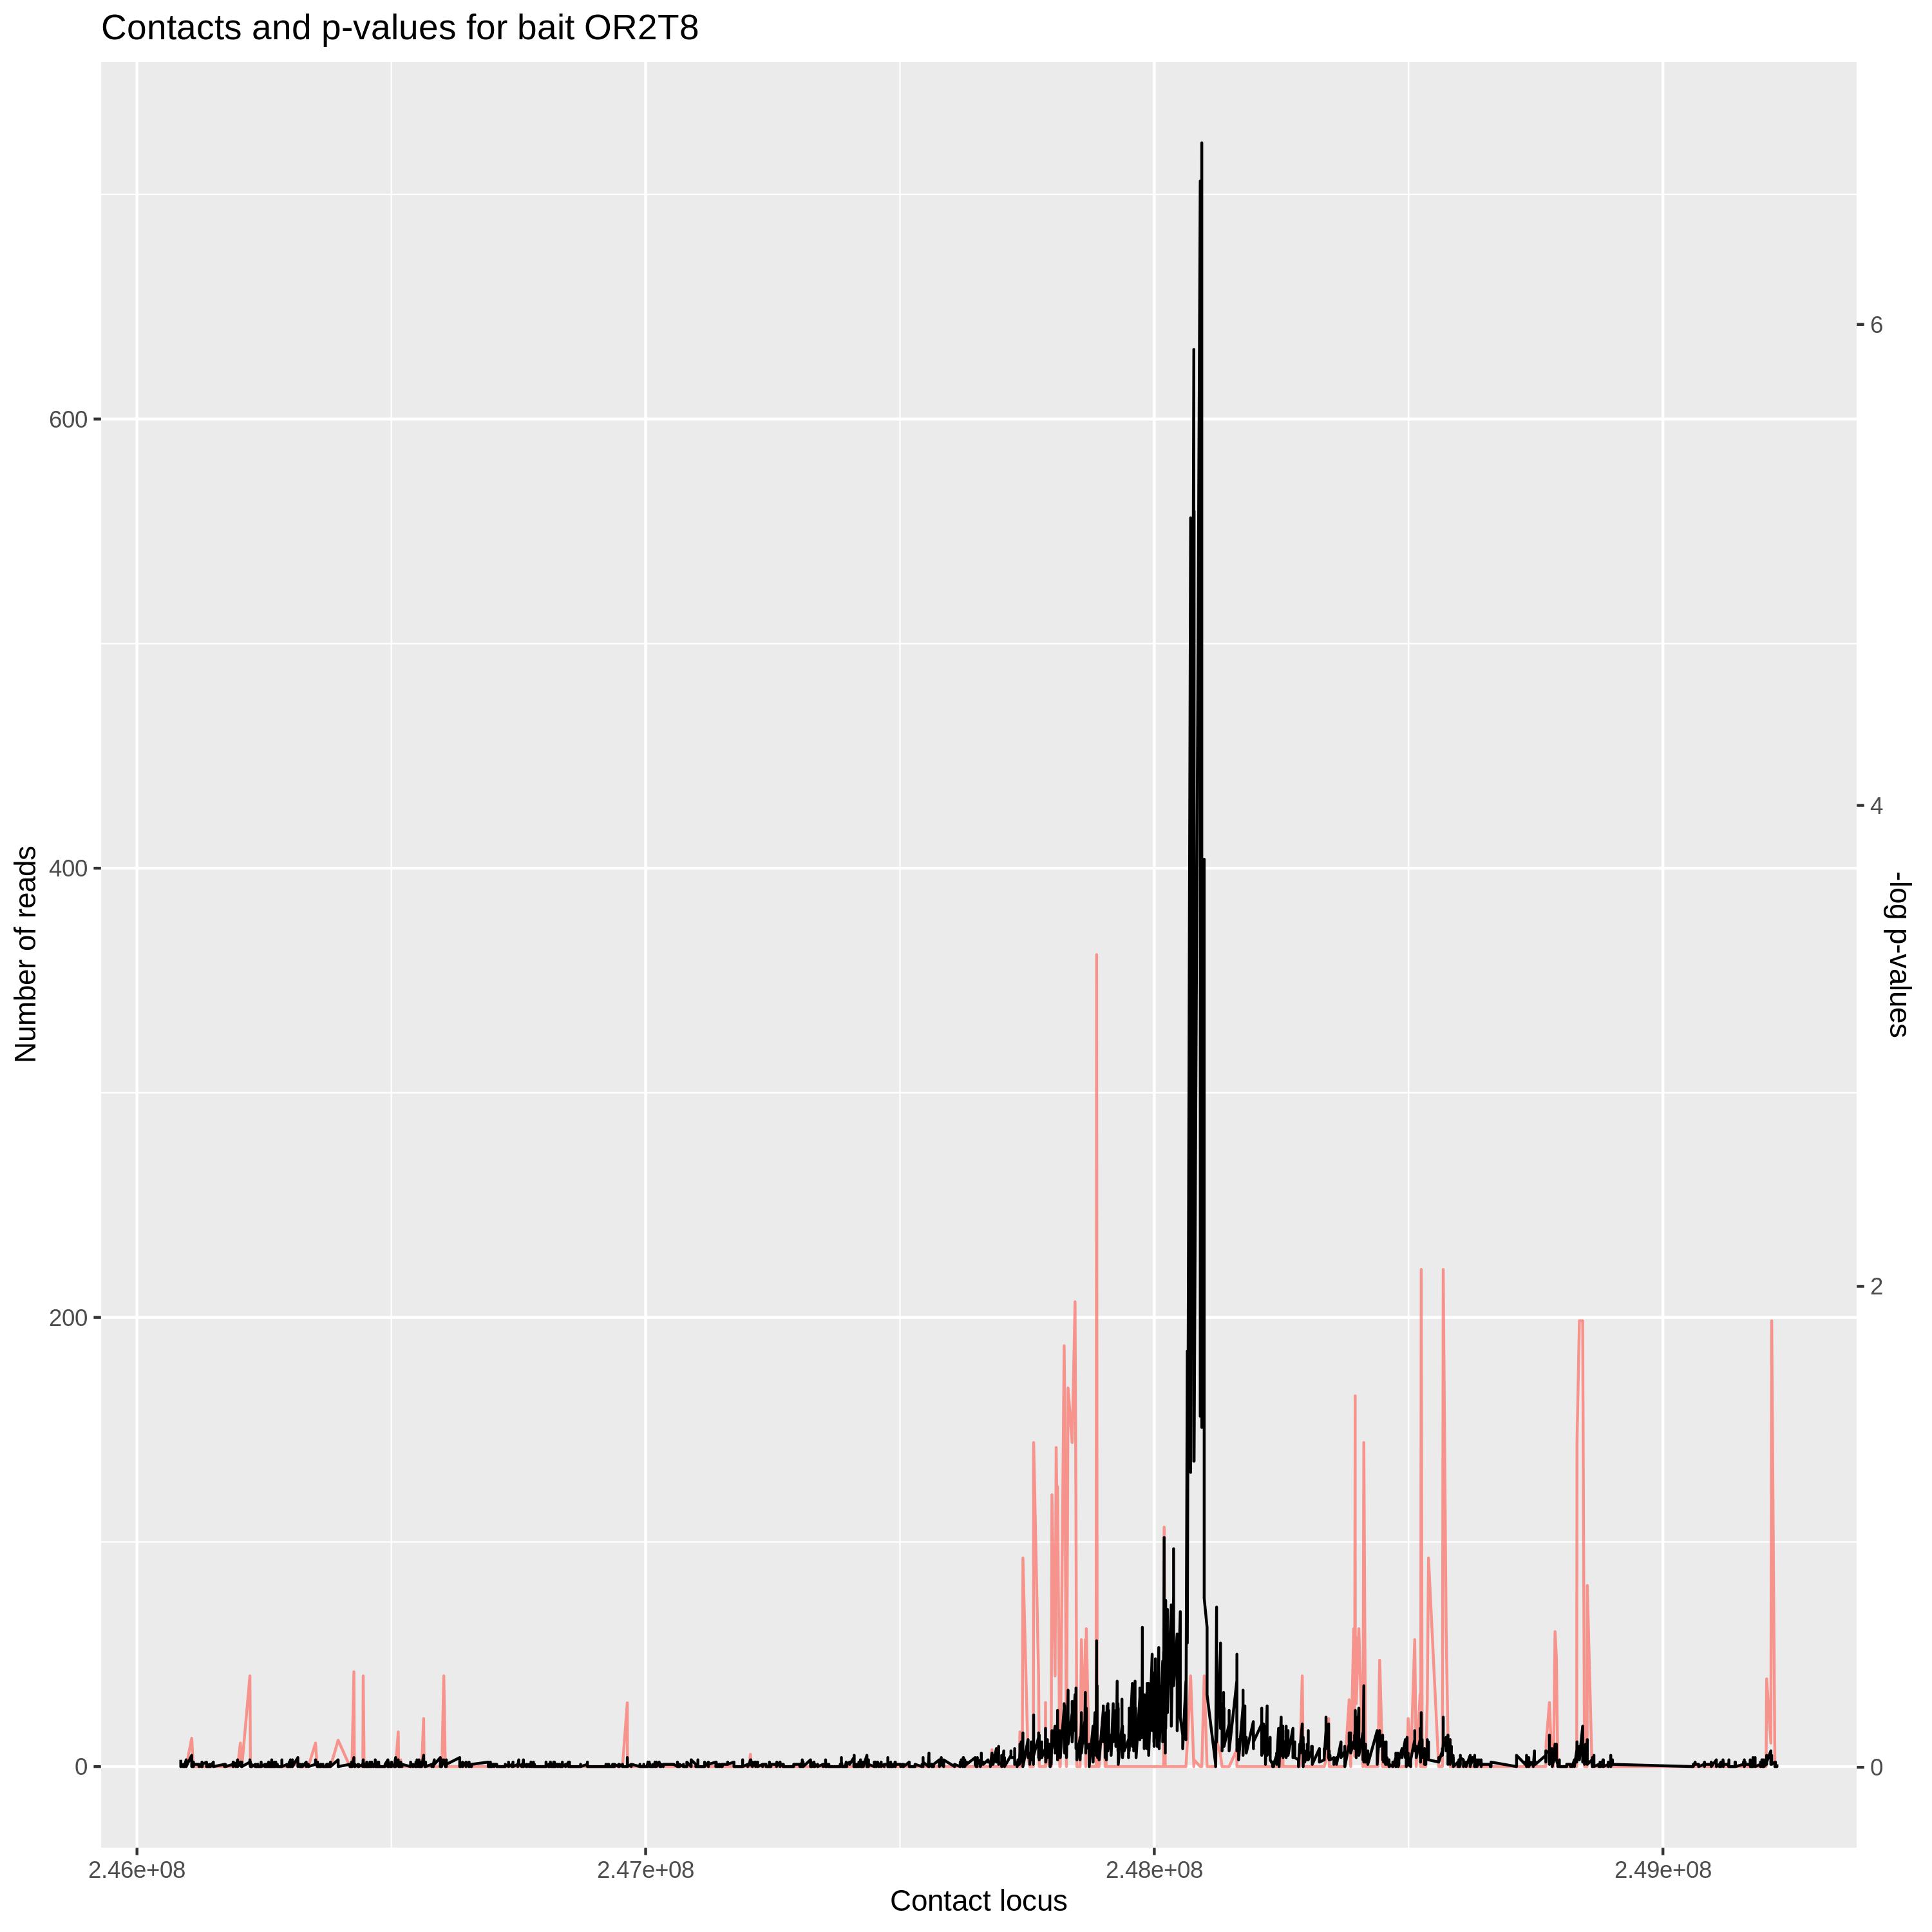 Contacts and p-values for bait OR2T8
Number of reads
600
400
200
0
6
4
2
0
-log p-values
2.46e+08
2.47e+08
2.48e+08
2.49e+08
Contact locus